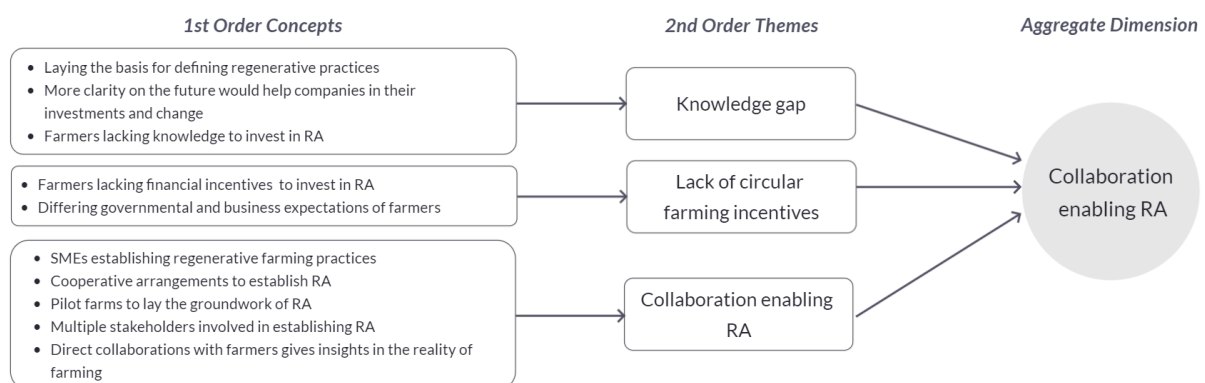 1st Order Concepts
2nd Order Themes
Aggregate Dimension
• Laying the basis for defining regenerative practices
• More clarity on the future would help companies in their
investments and change
• Farmers lacking knowledge to invest in RA
Knowledge gap
• Farmers lacking financial incentives to invest in RA
• Differing governmental and business expectations of farmers
Lack of circular
farming incentives
• SMEs establishing regenerative farming practices
• Cooperative arrangements to establish RA
• Pilot farms to lay the groundwork of RA
• Multiple stakeholders involved in establishing RA
• Direct collaborations with farmers gives insights in the reality of
farming
Collaboration enabling
RA
Collaboration
enabling RA